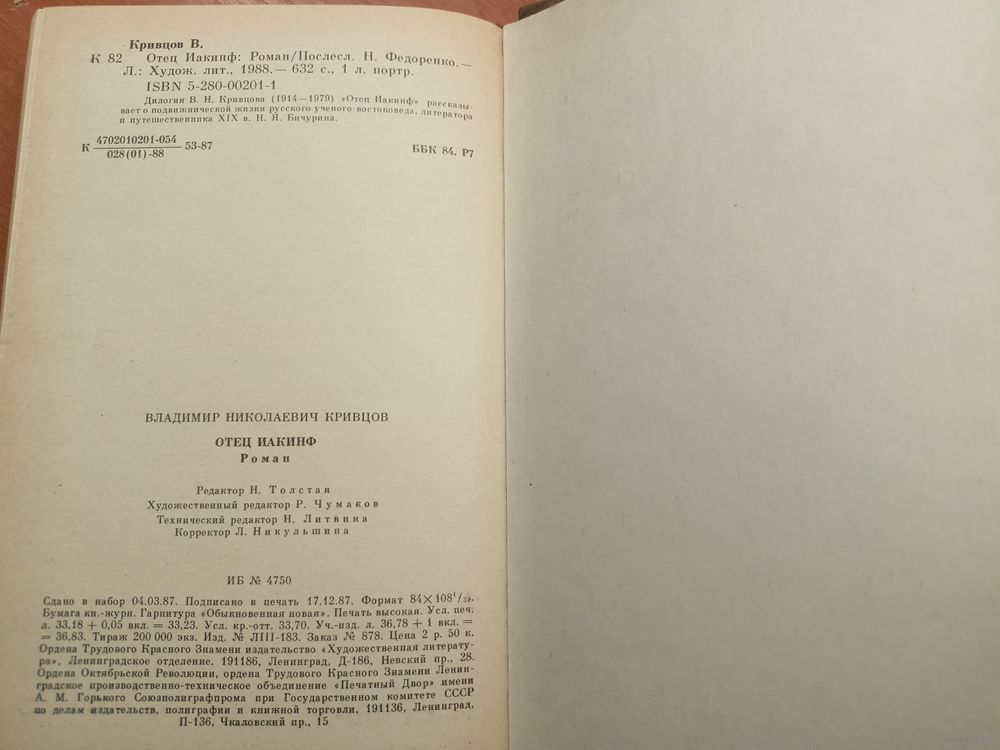 Кривцов В.
К 82 Отец Иакинф: Роман/Послесл. Н. Федоренко.—
Л.: Худож. лит., 1988.— 632 с., 1 л. портр.
ISBN 5-280-00201-1
Дилогия В. Н. Кривцова (1914—1979) «Отец Иакинф» рассказы-
вает о подвижнической жизни русского ученого-востоковеда, литератора
и путешественника XIX в. Н. Я. Бичурина.
К 4702010201-054 53-87
028(01)-88
ББК 84. Р7
ВЛАДИМИР НИКОЛАЕВИЧ КРИВЦОВ
ОТЕЦ ИАКИНФ
Роман
Редактор Н. Толстая
Художественный редактор Р. Чумаков
Технический редактор Н. Литвина
Корректор Л. Никульшина
ИБ № 4750
Сдано в набор 04.03.87. Подписано в печать 17.12.87. Формат 84×108¹/₃₂.
Бумага кн.-журн. Гарнитура «Обыкновенная новая». Печать высокая. Усл. печ.
л. 33,18 + 0,05 вкл. = 33,23. Усл. кр.-отт. 33,70. Уч.-изд. л. 36,78 + 1 вкл. =
= 36,83. Тираж 200 000 экз. Изд. № ЛIII-183. Заказ № 878. Цена 2 р. 50 к.
Ордена Трудового Красного Знамени издательство «Художественная литерату-
ра», Ленинградское отделение. 191186, Ленинград, Д-186, Невский пр., 28.
Ордена Октябрьской Революции, ордена Трудового Красного Знамени Ленин-
градское производственно-техническое объединение «Печатный Двор» имени
А. М. Горького Союзполиграфпрома при Государственном комитете СССР
по делам издательств, полиграфии и книжной торговли, 191136, Ленинград,
П-136, Чкаловский пр., 15